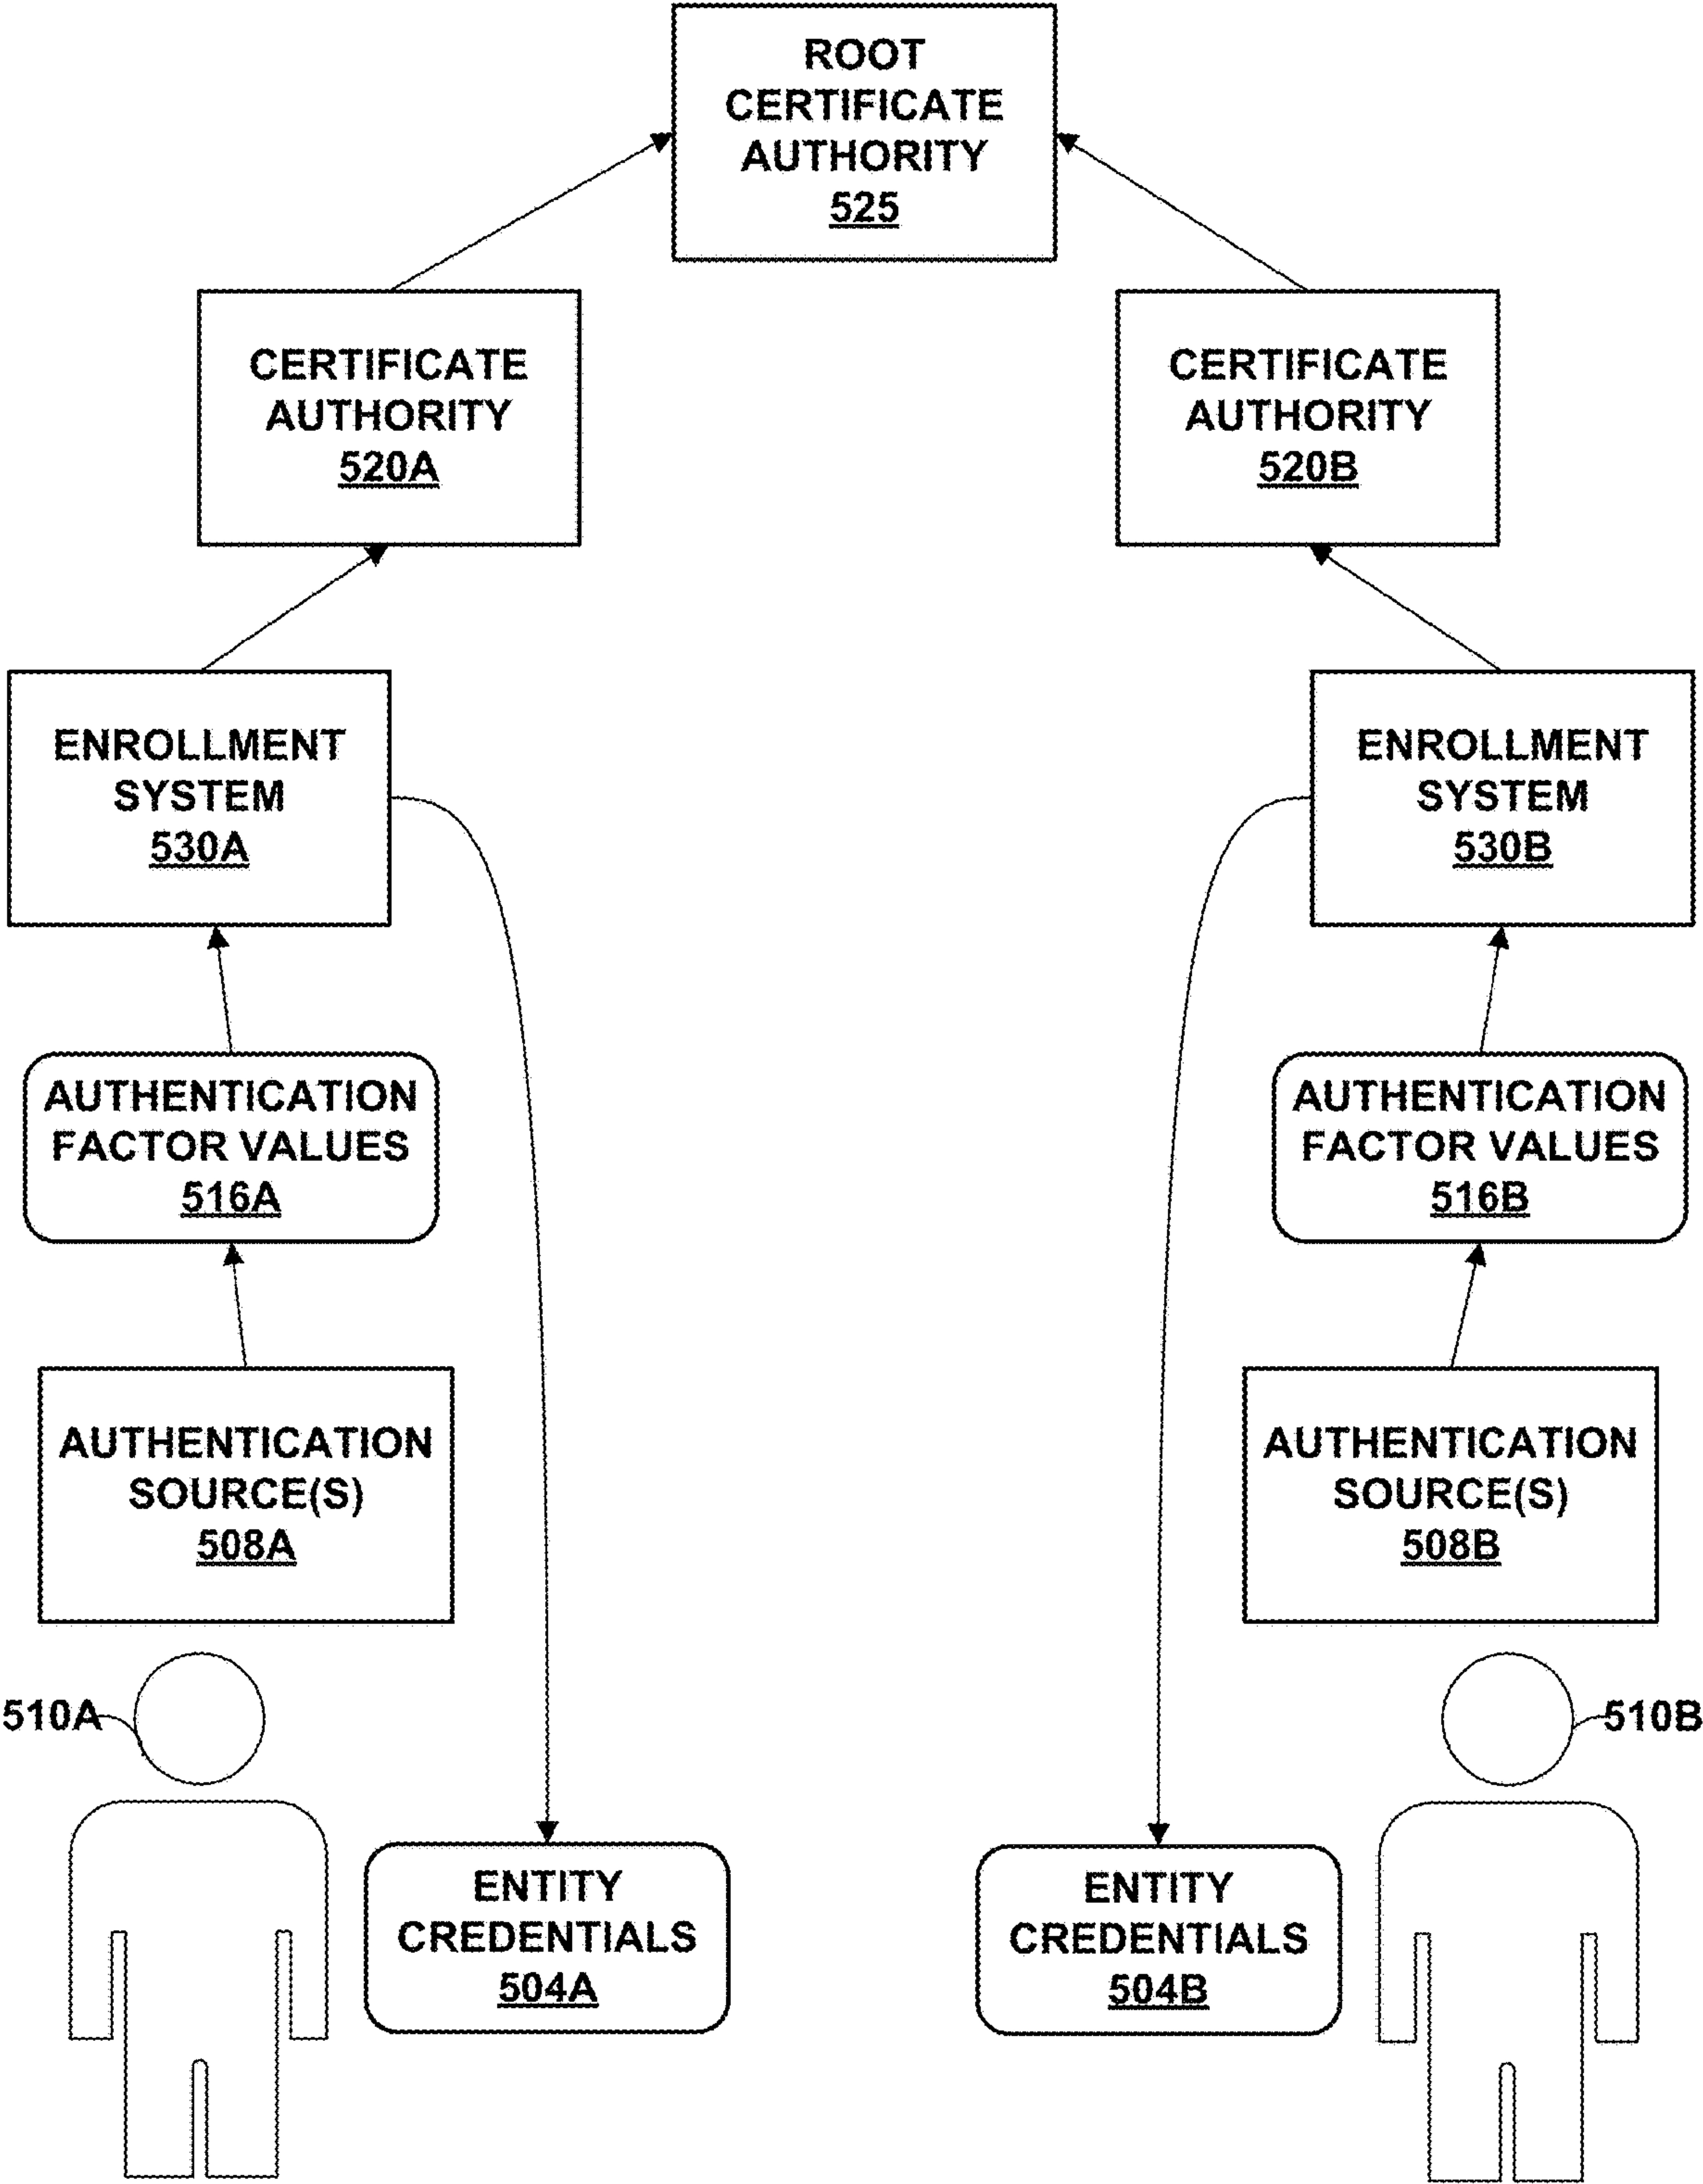 ROOT
CERTIFICATE
AUTHORITY
525
CERTIFICATE
AUTHORITY
520A
CERTIFICATE
AUTHORITY
520B
ENROLLMENT
SYSTEM
530A
ENROLLMENT
SYSTEM
530B
AUTHENTICATION
FACTOR VALUES
516A
AUTHENTICATION
FACTOR VALUES
516B
AUTHENTICATION
SOURCE(S)
508A
AUTHENTICATION
SOURCE(S)
508B
510A
510B
ENTITY
CREDENTIALS
504A
ENTITY
CREDENTIALS
504B